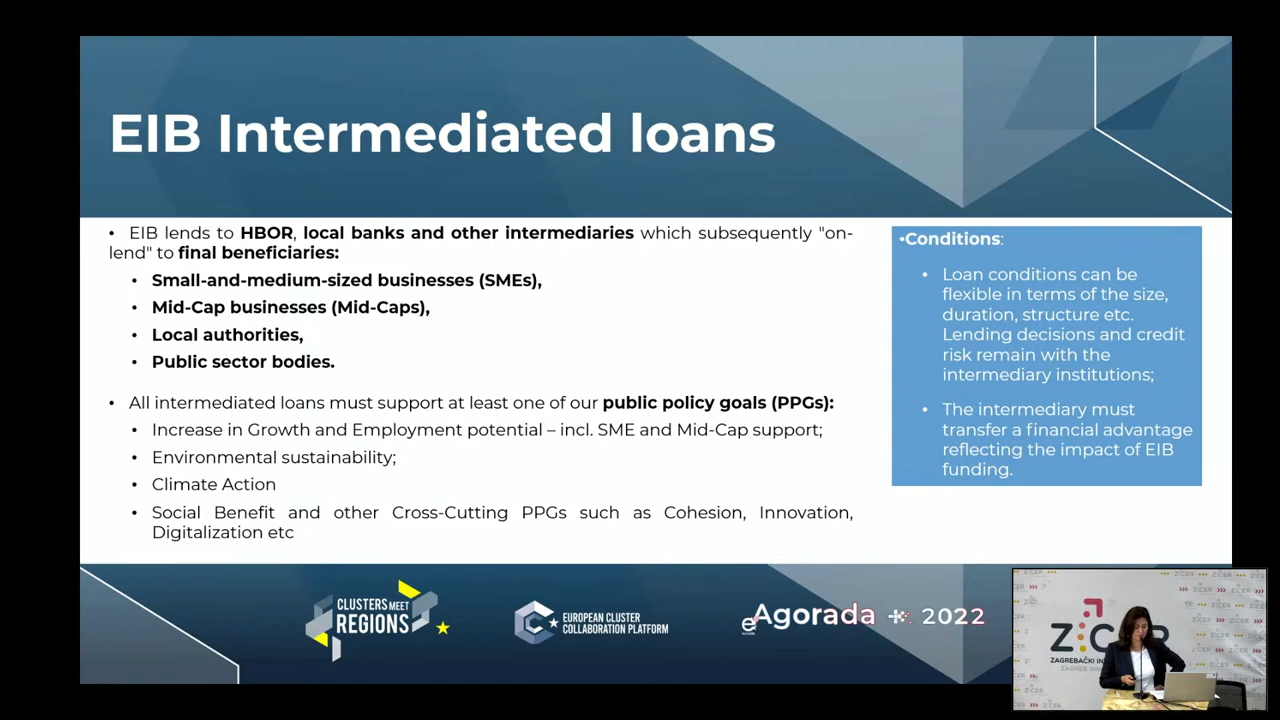 EIB Intermediated loans
• EIB lends to HBOR, local banks and other intermediaries which subsequently "on-
lend" to final beneficiaries:
• Small-and-medium-sized businesses (SMEs),
• Mid-Cap businesses (Mid-Caps),
• Local authorities,
• Public sector bodies.
• All intermediated loans must support at least one of our public policy goals (PPGs):
• Increase in Growth and Employment potential – incl. SME and Mid-Cap support;
• Environmental sustainability;
• Climate Action
• Social Benefit and other Cross-Cutting PPGs such as Cohesion, Innovation,
Digitalization etc
•Conditions:
• Loan conditions can be
flexible in terms of the size,
duration, structure etc.
Lending decisions and credit
risk remain with the
intermediary institutions;
• The intermediary must
transfer a financial advantage
reflecting the impact of EIB
funding.
CLUSTERS MEET
REGIONS
EUROPEAN CLUSTER
COLLABORATION PLATFORM
Agorada + 2022
ZICER
ZAGREBAČKI